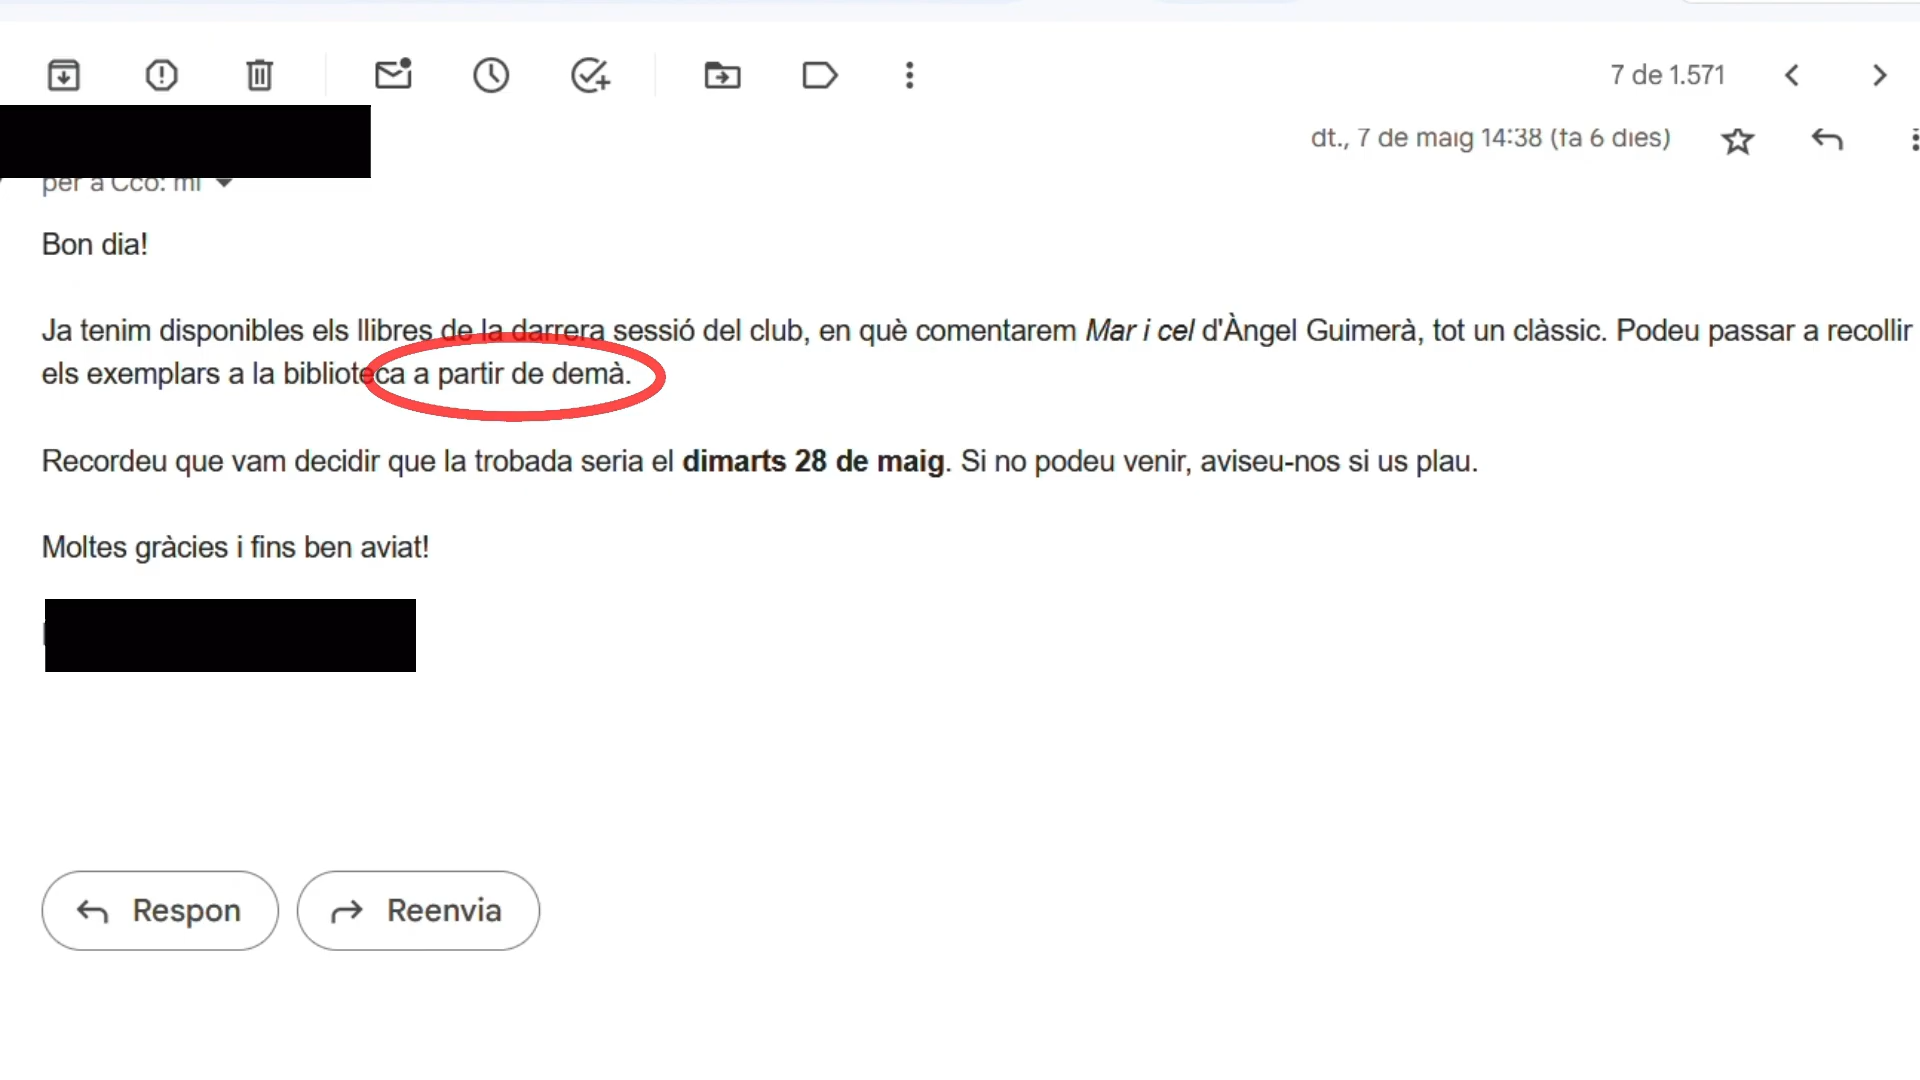 7 de 1.571
dt., 7 de maig 14:38 (fa 6 dies)
per a Cco: mi
Bon dia!
Ja tenim disponibles els llibres de la darrera sessió del club, en què comentarem Mar i cel d'Àngel Guimerà, tot un clàssic. Podeu passar a recollir
els exemplars a la biblioteca a partir de demà.
Recordeu que vam decidir que la trobada seria el dimarts 28 de maig. Si no podeu venir, aviseu-nos si us plau.
Moltes gràcies i fins ben aviat!
Respon
Reenvia